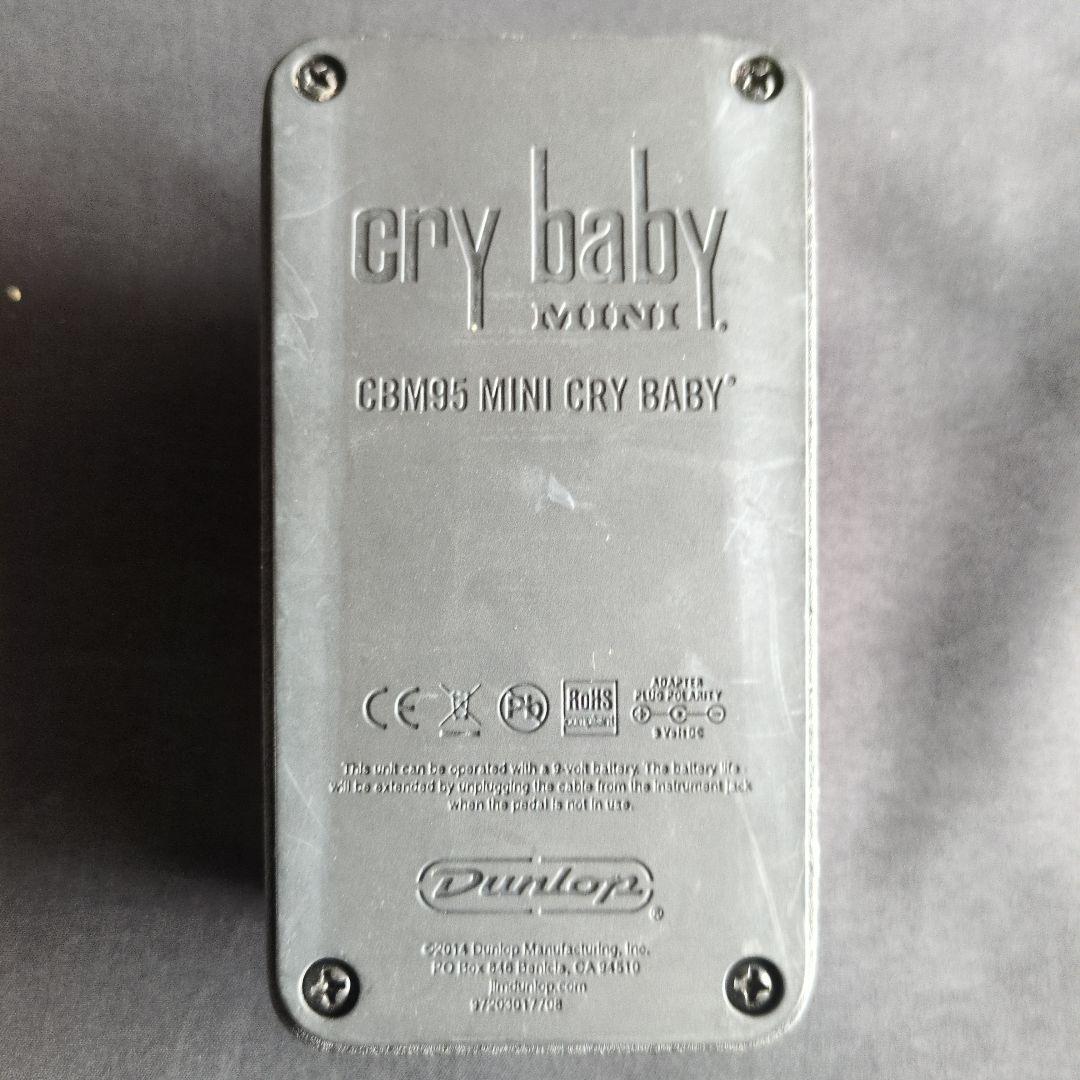 cry baby
MINI
CBM95 MINI CRY BABY®
CE Pb RoHS compliant
ADAPTER
PLUG POLARITY
9 Volt DC
This unit can be operated with a 9-volt battery. The battery life
will be extended by unplugging the cable from the instrument jack
when the pedal is not in use.
Dunlop®
©2014 Dunlop Manufacturing, Inc.
PO Box 846 Benicia, CA 94510
jimdunlop.com
97203017708